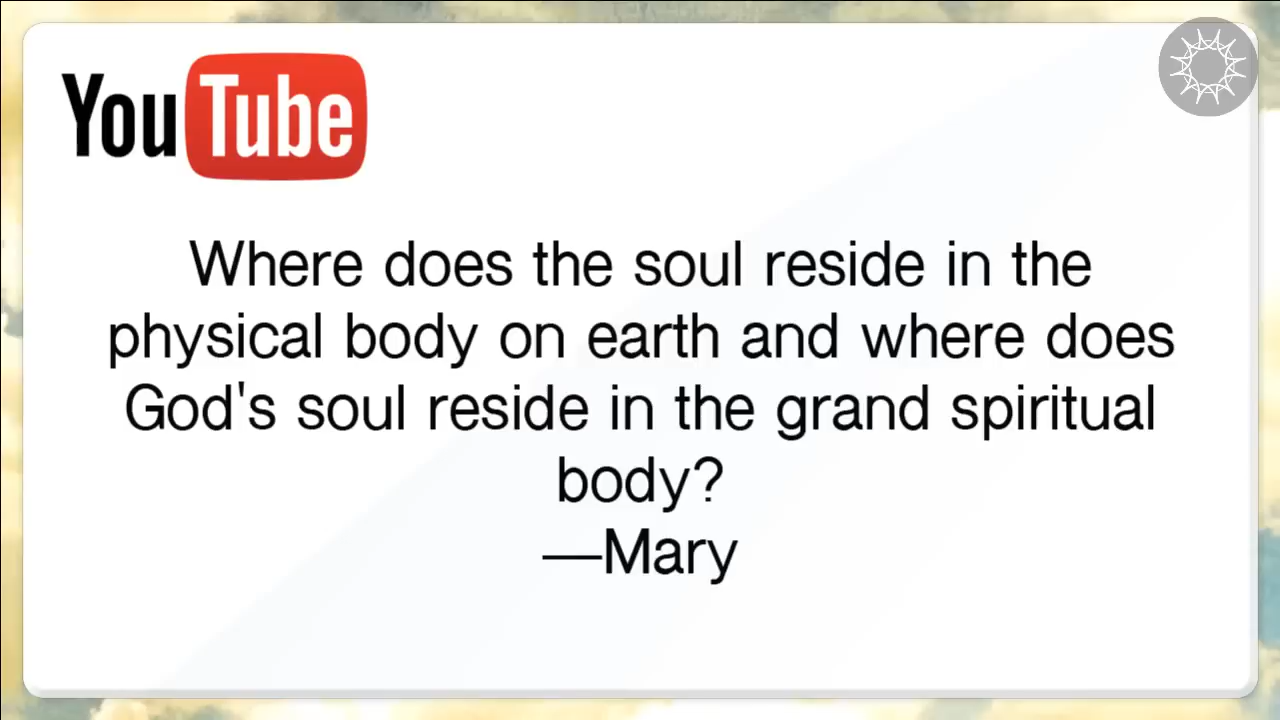 YouTube
Where does the soul reside in the
physical body on earth and where does
God's soul reside in the grand spiritual
body?
—Mary